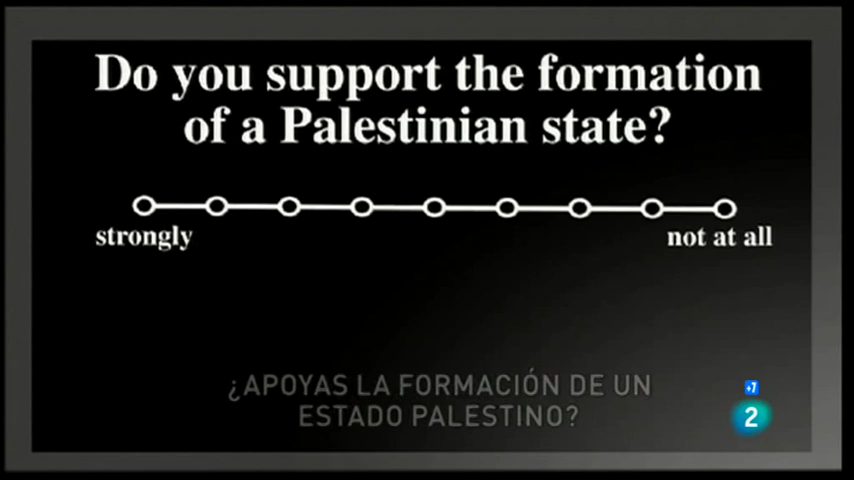 Do you support the formation
of a Palestinian state?
strongly
not at all
¿APOYAS LA FORMACIÓN DE UN
ESTADO PALESTINO?
+7
2